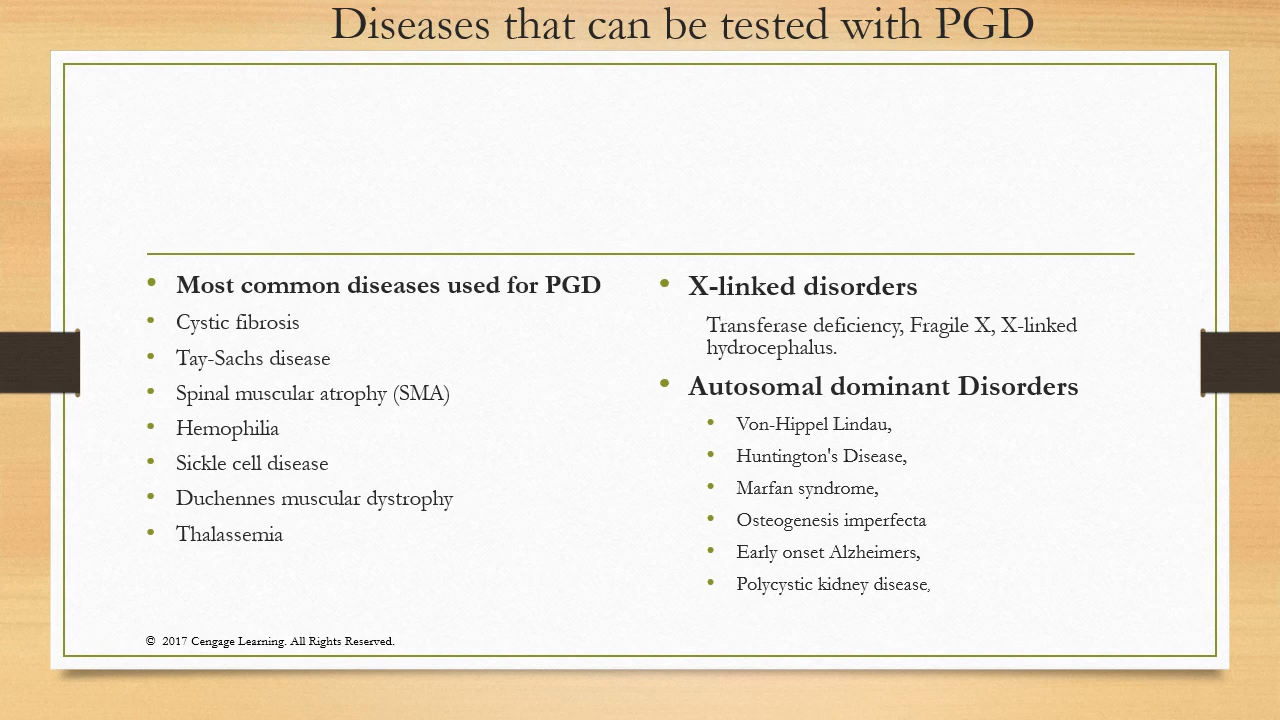 Diseases that can be tested with PGD
• Most common diseases used for PGD
• Cystic fibrosis
• Tay-Sachs disease
• Spinal muscular atrophy (SMA)
• Hemophilia
• Sickle cell disease
• Duchennes muscular dystrophy
• Thalassemia
• X-linked disorders
Transferase deficiency, Fragile X, X-linked
hydrocephalus.
• Autosomal dominant Disorders
• Von-Hippel Lindau,
• Huntington's Disease,
• Marfan syndrome,
• Osteogenesis imperfecta
• Early onset Alzheimers,
• Polycystic kidney disease,
© 2017 Cengage Learning. All Rights Reserved.